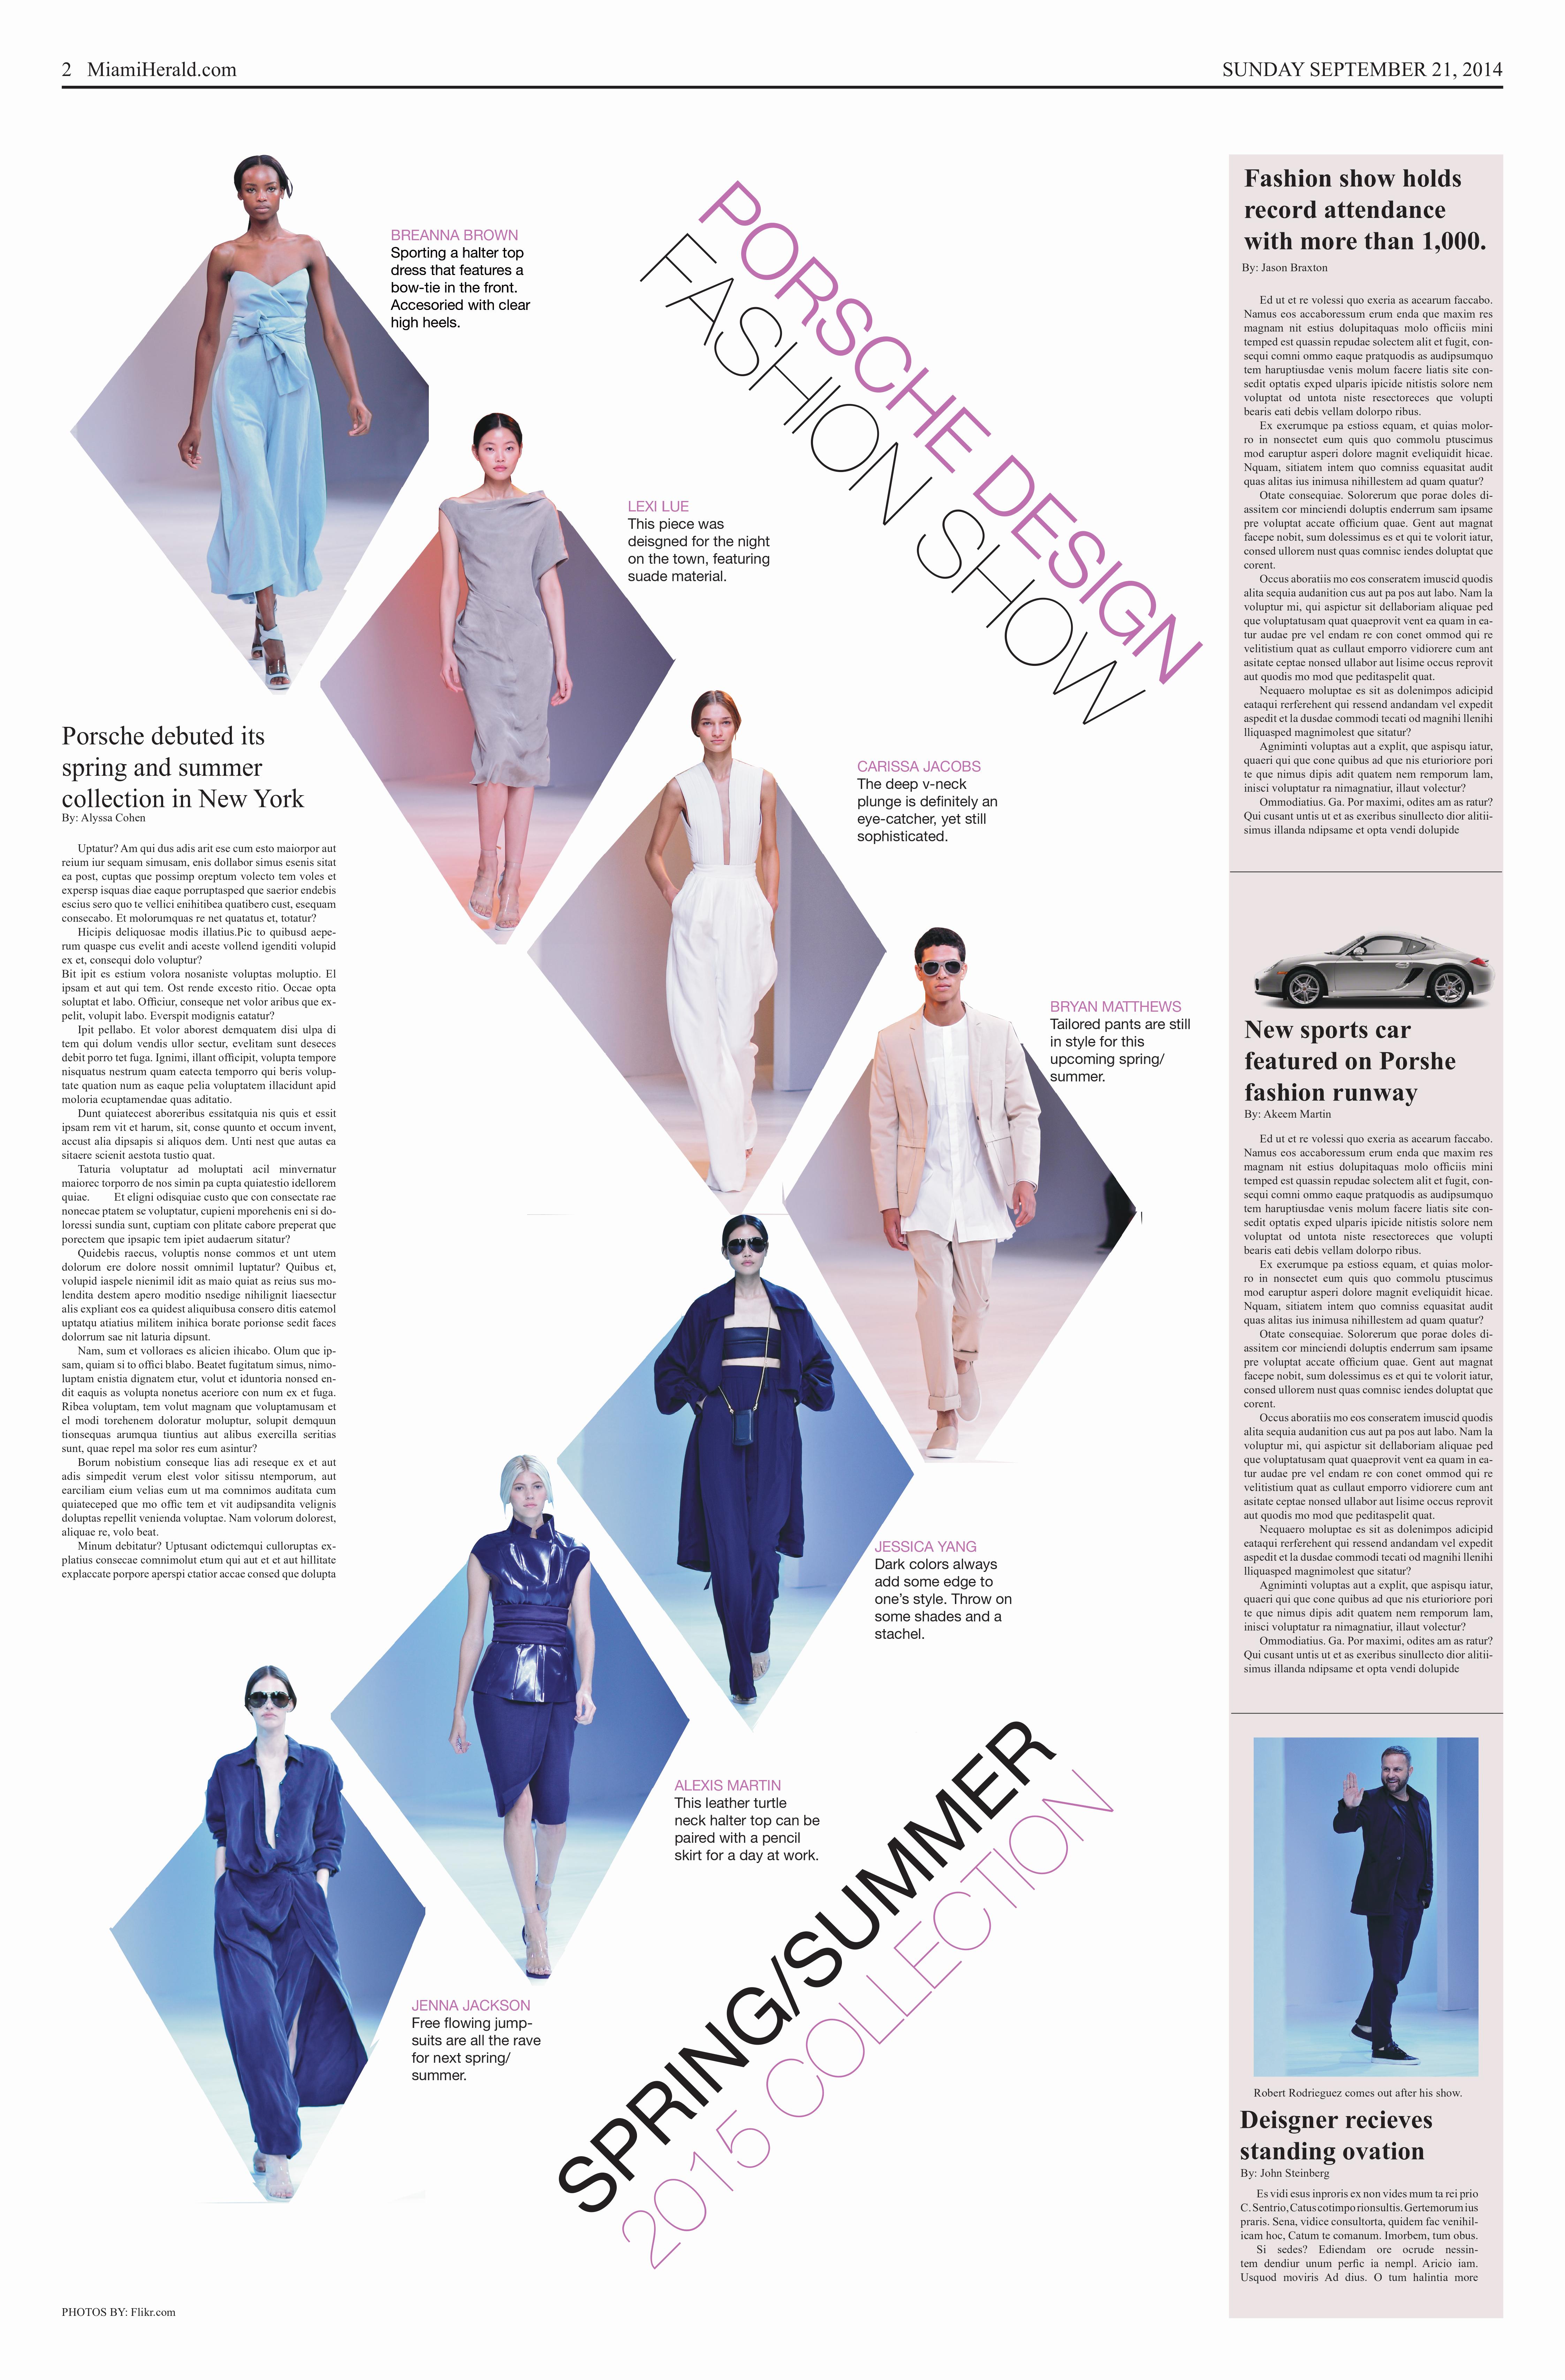 2 MiamiHerald.com
SUNDAY SEPTEMBER 21, 2014
BREANNA BROWN
Sporting a halter top
dress that features a
bow-tie in the front.
Accesoried with clear
high heels.
PORSCHE DESIGN
FASHION SHOW
LEXI LUE
This piece was
deisgned for the night
on the town, featuring
suade material.
CARISSA JACOBS
The deep v-neck
plunge is definitely an
eye-catcher, yet still
sophisticated.
BRYAN MATTHEWS
Tailored pants are still
in style for this
upcoming spring/
summer.
JESSICA YANG
Dark colors always
add some edge to
one's style. Throw on
some shades and a
stachel.
ALEXIS MARTIN
This leather turtle
neck halter top can be
paired with a pencil
skirt for a day at work.
JENNA JACKSON
Free flowing jump-
suits are all the rave
for next spring/
summer.
SPRING/SUMMER
2015 COLLECTION
Porsche debuted its
spring and summer
collection in New York
By: Alyssa Cohen
Uptatur? Am qui dus adis arit ese cum esto maiorpor aut
reium iur sequam simusam, enis dollabor simus esenis sitat
ea post, cuptas que possimp oreptum volecto tem voles et
expersp isquas diae eaque porruptasped que saerior endebis
escius sero quo te vellici enihitibea quatibero cust, esequam
consecabo. Et molorumquas re net quatatus et, totatur?
Hicipis deliquosae modis illatius.Pic to quibusd aepe-
rum quaspe cus evelit andi aceste vollend igenditi volupid
ex et, consequi dolo voluptur?
Bit ipit es estium volora nosaniste voluptas moluptio. El
ipsam et aut qui tem. Ost rende excesto ritio. Occae opta
soluptat et labo. Officiur, conseque net volor aribus que ex-
pelit, volupit labo. Everspit modignis eatatur?
Ipit pellabo. Et volor aborest demquatem disi ulpa di
tem qui dolum vendis ullor sectur, evelitam sunt deseces
debit porro tet fuga. Ignimi, illant officipit, volupta tempore
nisquatus nestrum quam eatecta temporro qui beris volup-
tate quation num as eaque pelia voluptatem illacidunt apid
moloria ecuptamendae quas aditatio.
Dunt quiatecest aboreribus essitatquia nis quis et essit
ipsam rem vit et harum, sit, conse quunto et occum invent,
accust alia dipsapis si aliquos dem. Unti nest que autas ea
sitaere scienit aestota tustio quat.
Taturia voluptatur ad moluptati acil minvernatur
maiorec torporro de nos simin pa cupta quiatestio idellorem
quiae. Et eligni odisquiae custo que con consectate rae
nonecae ptatem se voluptatur, cupieni mporehenis eni si do-
loressi sundia sunt, cuptiam con plitate cabore preperat que
porectem que ipsapic tem ipiet audaerum sitatur?
Quidebis raecus, voluptis nonse commos et unt utem
dolorum ere dolore nossit omnimil luptatur? Quibus et,
volupid iaspele nienimil idit as maio quiat as reius sus mo-
lendita destem apero moditio nsedige nihilignit liaesectur
alis expliant eos ea quidest aliquibusa consero ditis eatemol
uptatqu atiatius militem inihica borate porionse sedit faces
dolorrum sae nit laturia dipsunt.
Nam, sum et volloraes es alicien ihicabo. Olum que ip-
sam, quiam si to offici blabo. Beatet fugitatum simus, nimo-
luptam enistia dignatem etur, volut et iduntoria nonsed en-
dit eaquis as volupta nonetus aceriore con num ex et fuga.
Ribea voluptam, tem volut magnam que voluptamusam et
el modi torehenem doloratur moluptur, solupit demquun
tionsequas arumqua tiuntius aut alibus exercilla seritias
sunt, quae repel ma solor res eum asintur?
Borum nobistium conseque lias adi reseque ex et aut
adis simpedit verum elest volor sitissu ntemporum, aut
earciliam eium velias eum ut ma comnimos auditata cum
quiateceped que mo offic tem et vit audipsandita velignis
doluptas repellit venienda voluptae. Nam volorum dolorest,
aliquae re, volo beat.
Minum debitatur? Uptusant odictemqui culloruptas ex-
platius consecae comnimolut etum qui aut et et aut hillitate
explaccate porpore aperspi ctatior accae consed que dolupta
PHOTOS BY: Flikr.com
Fashion show holds
record attendance
with more than 1,000.
By: Jason Braxton
Ed ut et re volessi quo exeria as acearum faccabo.
Namus eos accaboressum erum enda que maxim res
magnam nit estius dolupitaquas molo officiis mini
temped est quassin repudae solectem alit et fugit, con-
sequi comni ommo eaque pratquodis as audipsumquo
tem haruptiusdae venis molum facere liatis site con-
sedit optatis exped ulparis ipicide nitistis solore nem
voluptat od untota niste resectoreces que volupti
bearis eati debis vellam dolorpo ribus.
Ex exerumque pa estioss equam, et quias molor-
ro in nonsectet eum quis quo commolu ptuscimus
mod earuptur asperi dolore magnit eveliquidit hicae.
Nquam, sitiatem intem quo comniss equasitat audit
quas alitas ius inimusa nihillestem ad quam quatur?
Otate consequiae. Solorerum que porae doles di-
assitem cor minciendi doluptis enderrum sam ipsame
pre voluptat accate officium quae. Gent aut magnat
facepe nobit, sum dolessimus es et qui te volorit iatur,
consed ullorem nust quas comnisc iendes doluptat que
corent.
Occus aboratiis mo eos conseratem imuscid quodis
alita sequia audanition cus aut pa pos aut labo. Nam la
voluptur mi, qui aspictur sit dellaboriam aliquae ped
que voluptatusam quat quaeprovit vent ea quam in ea-
tur audae pre vel endam re con conet ommod qui re
velitistium quat as cullaut emporro vidiorere cum ant
asitate ceptae nonsed ullabor aut lisime occus reprovit
aut quodis mo mod que peditaspelit quat.
Nequaero moluptae es sit as dolenimpos adicipid
eataqui rerferehent qui ressend andandam vel expedit
aspedit et la dusdae commodi tecati od magnihi llenihi
lliquasped magnimolest que sitatur?
Agniminti voluptas aut a explit, que aspisqu iatur,
quaeri qui que cone quibus ad que nis eturioriore pori
te que nimus dipis adit quatem nem remporum lam,
inisci voluptatur ra nimagnatiur, illaut volectur?
Ommodiatius. Ga. Por maximi, odites am as ratur?
Qui cusant untis ut et as exeribus sinullecto dior alitii-
simus illanda ndipsame et opta vendi dolupide
New sports car
featured on Porshe
fashion runway
By: Akeem Martin
Ed ut et re volessi quo exeria as acearum faccabo.
Namus eos accaboressum erum enda que maxim res
magnam nit estius dolupitaquas molo officiis mini
temped est quassin repudae solectem alit et fugit, con-
sequi comni ommo eaque pratquodis as audipsumquo
tem haruptiusdae venis molum facere liatis site con-
sedit optatis exped ulparis ipicide nitistis solore nem
voluptat od untota niste resectoreces que volupti
bearis eati debis vellam dolorpo ribus.
Ex exerumque pa estioss equam, et quias molor-
ro in nonsectet eum quis quo commolu ptuscimus
mod earuptur asperi dolore magnit eveliquidit hicae.
Nquam, sitiatem intem quo comniss equasitat audit
quas alitas ius inimusa nihillestem ad quam quatur?
Otate consequiae. Solorerum que porae doles di-
assitem cor minciendi doluptis enderrum sam ipsame
pre voluptat accate officium quae. Gent aut magnat
facepe nobit, sum dolessimus es et qui te volorit iatur,
consed ullorem nust quas comnisc iendes doluptat que
corent.
Occus aboratiis mo eos conseratem imuscid quodis
alita sequia audanition cus aut pa pos aut labo. Nam la
voluptur mi, qui aspictur sit dellaboriam aliquae ped
que voluptatusam quat quaeprovit vent ea quam in ea-
tur audae pre vel endam re con conet ommod qui re
velitistium quat as cullaut emporro vidiorere cum ant
asitate ceptae nonsed ullabor aut lisime occus reprovit
aut quodis mo mod que peditaspelit quat.
Nequaero moluptae es sit as dolenimpos adicipid
eataqui rerferehent qui ressend andandam vel expedit
aspedit et la dusdae commodi tecati od magnihi llenihi
lliquasped magnimolest que sitatur?
Agniminti voluptas aut a explit, que aspisqu iatur,
quaeri qui que cone quibus ad que nis eturioriore pori
te que nimus dipis adit quatem nem remporum lam,
inisci voluptatur ra nimagnatiur, illaut volectur?
Ommodiatius. Ga. Por maximi, odites am as ratur?
Qui cusant untis ut et as exeribus sinullecto dior alitii-
simus illanda ndipsame et opta vendi dolupide
Robert Rodrieguez comes out after his show.
Deisgner recieves
standing ovation
By: John Steinberg
Es vidi esus inproris ex non vides mum ta rei prio
C. Sentrio, Catus cotimpo rionsultis. Gertemorum ius
praris. Sena, vidice consultorta, quidem fac venihil-
icam hoc, Catum te comanum. Imorbem, tum obus.
Si sedes? Ediendam ore ocrude nessin-
tem dendiur unum perfic ia nempl. Aricio iam.
Usquod moviris Ad dius. O tum halintia more